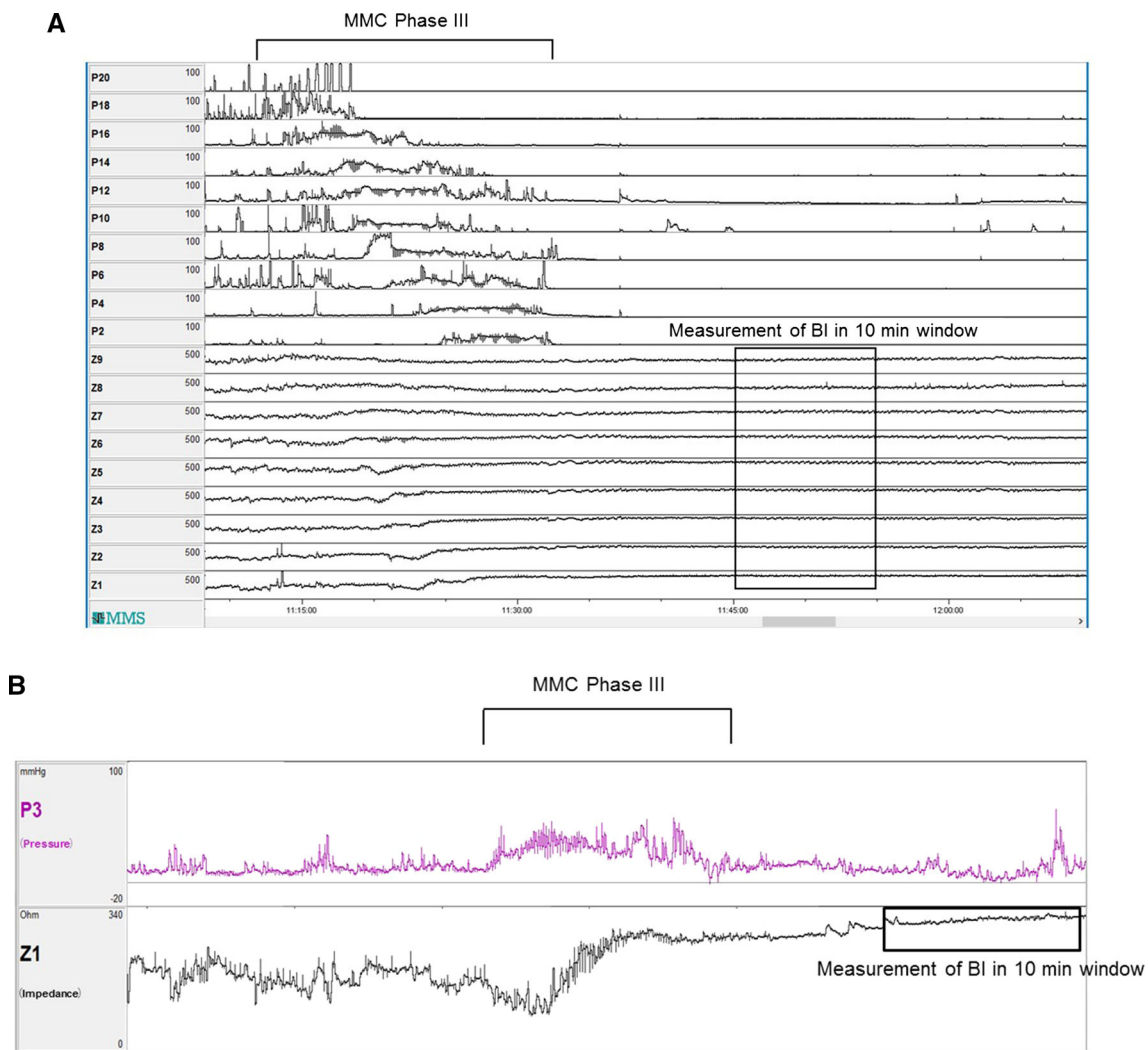 A
MMC Phase III
P20 100
P18 100
P16 100
P14 100
P12 100
P10 100
P8 100
P6 100
P4 100
P2 100
Measurement of BI in 10 min window
Z9 500
Z8 500
Z7 500
Z6 500
Z5 500
Z4 500
Z3 500
Z2 500
Z1 500
11:15:00 11:30:00 11:45:00 12:00:00
MMS
B
MMC Phase III
mmHg 100
P3
(Pressure)
-20
Ohm 340
Z1
(Impedance)
Measurement of BI in 10 min window
0